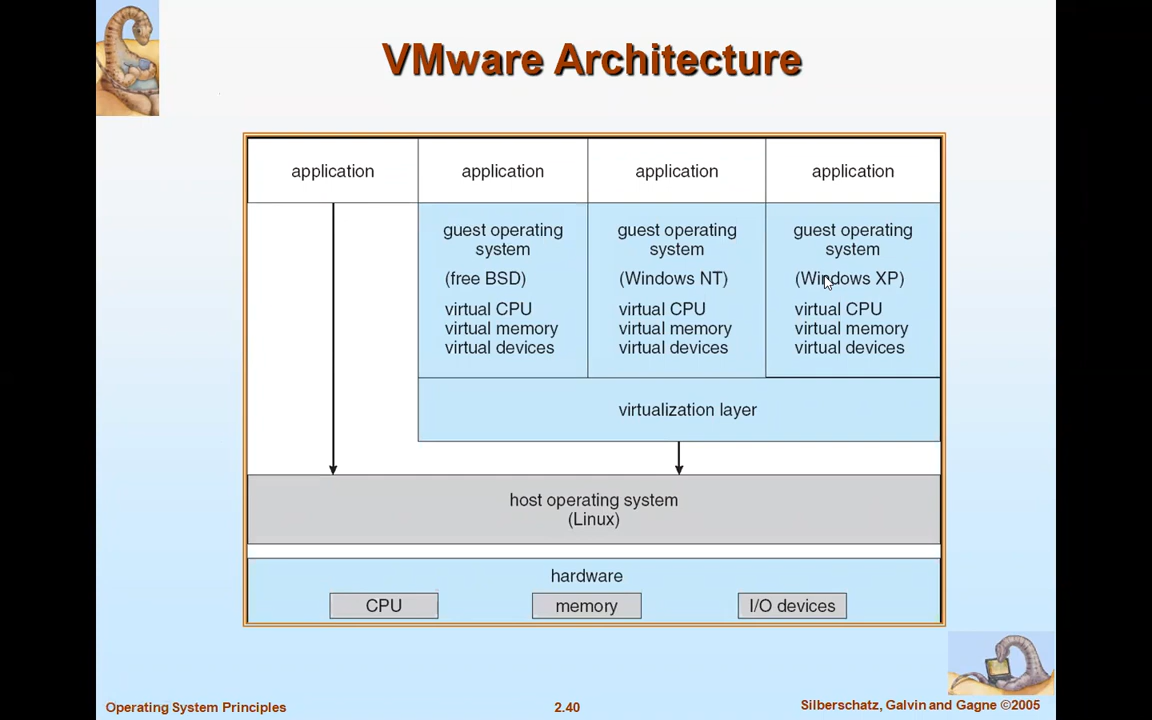 VMware Architecture
application
application
application
application
guest operating
system
(free BSD)
virtual CPU
virtual memory
virtual devices
guest operating
system
(Windows NT)
virtual CPU
virtual memory
virtual devices
guest operating
system
(Windows XP)
virtual CPU
virtual memory
virtual devices
virtualization layer
host operating system
(Linux)
hardware
CPU
memory
I/O devices
Operating System Principles
2.40
Silberschatz, Galvin and Gagne ©2005